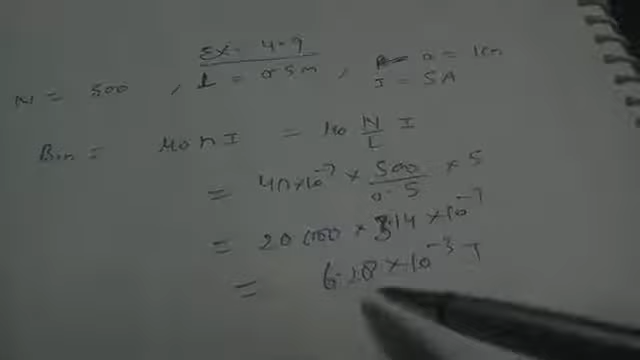 Ex- 4.9
N = 500 , L = 0.5m , a = 1cm
I = 5A
Bin = μ0 n I = μ0 N/L I
= 4π×10⁻⁷ × 500/0.5 × 5
= 20000 × 3.14 × 10⁻⁷
= 6.28 × 10⁻³ T